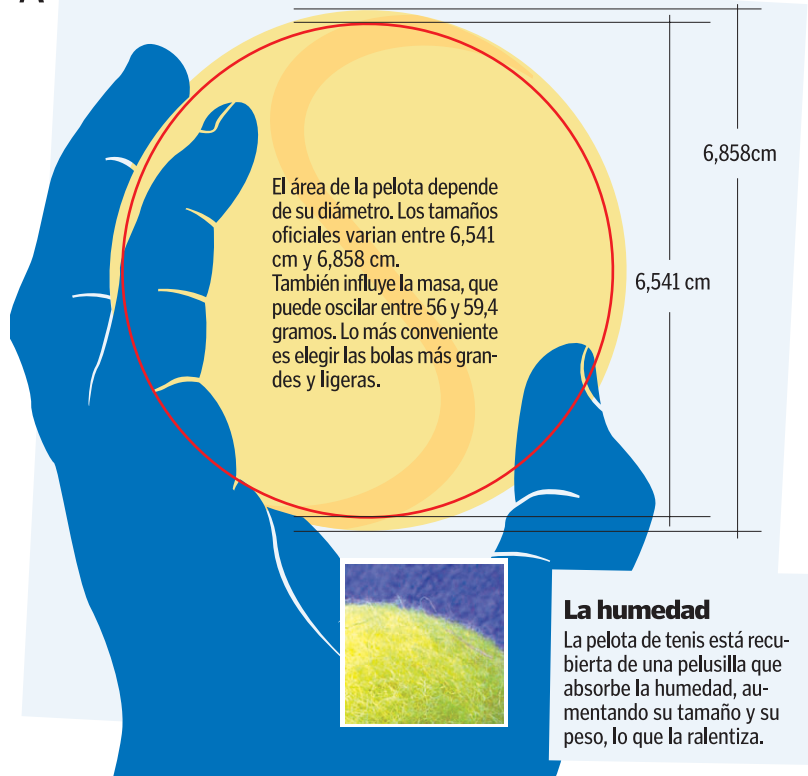 6,858cm
El área de la pelota depende
de su diámetro. Los tamaños
oficiales varian entre 6,541
cm y 6,858 cm.
También influye la masa, que
puede oscilar entre 56 y 59,4
gramos. Lo más conveniente
es elegir las bolas más gran-
des y ligeras.
6,541 cm
La humedad
La pelota de tenis está recu-
bierta de una pelusilla que
absorbe la humedad, au-
mentando su tamaño y su
peso, lo que la ralentiza.